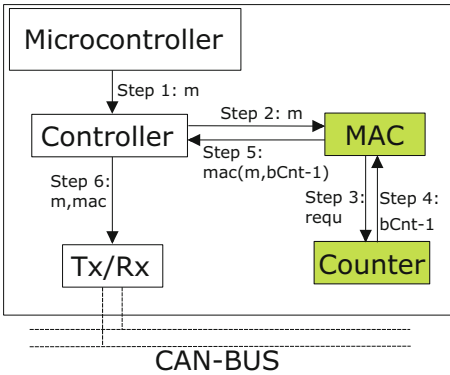 Microcontroller
Step 1: m
Controller
Step 2: m
MAC
Step 5:
mac(m,bCnt-1)
Step 6:
m,mac
Step 3:
requ
Step 4:
bCnt-1
Tx/Rx
Counter
CAN-BUS